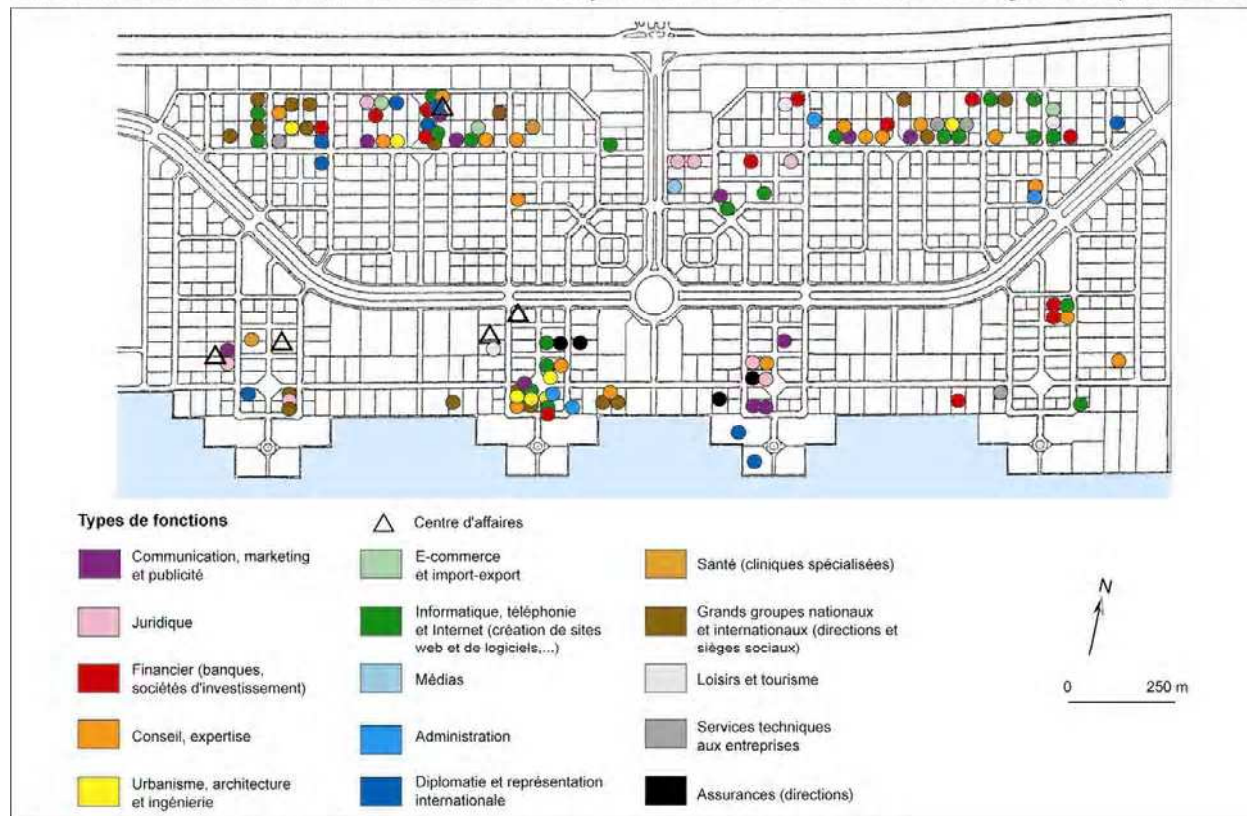 Types de fonctions
Communication, marketing
et publicité
Juridique
Financier (banques,
sociétés d'investissement)
Conseil, expertise
Urbanisme, architecture
et ingénierie
Centre d'affaires
E-commerce
et import-export
Informatique, téléphonie
et Internet (création de sites
web et de logiciels,...)
Médias
Administration
Diplomatie et représentation
internationale
Santé (cliniques spécialisées)
Grands groupes nationaux
et internationaux (directions et
sièges sociaux)
Loisirs et tourisme
Services techniques
aux entreprises
Assurances (directions)
N
0 250 m